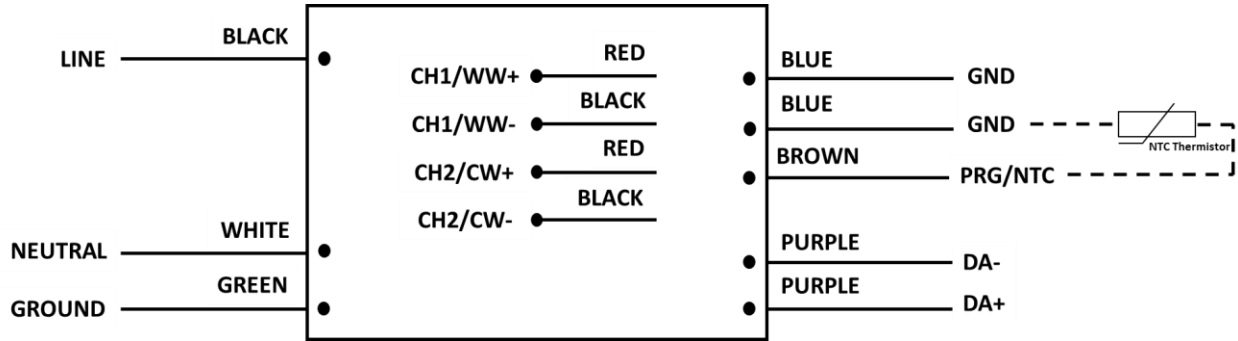 LINE
BLACK
NEUTRAL
WHITE
GROUND
GREEN
CH1/WW+
RED
CH1/WW-
BLACK
CH2/CW+
RED
CH2/CW-
BLACK
BLUE
GND
BLUE
GND
NTC Thermistor
BROWN
PRG/NTC
PURPLE
DA-
PURPLE
DA+